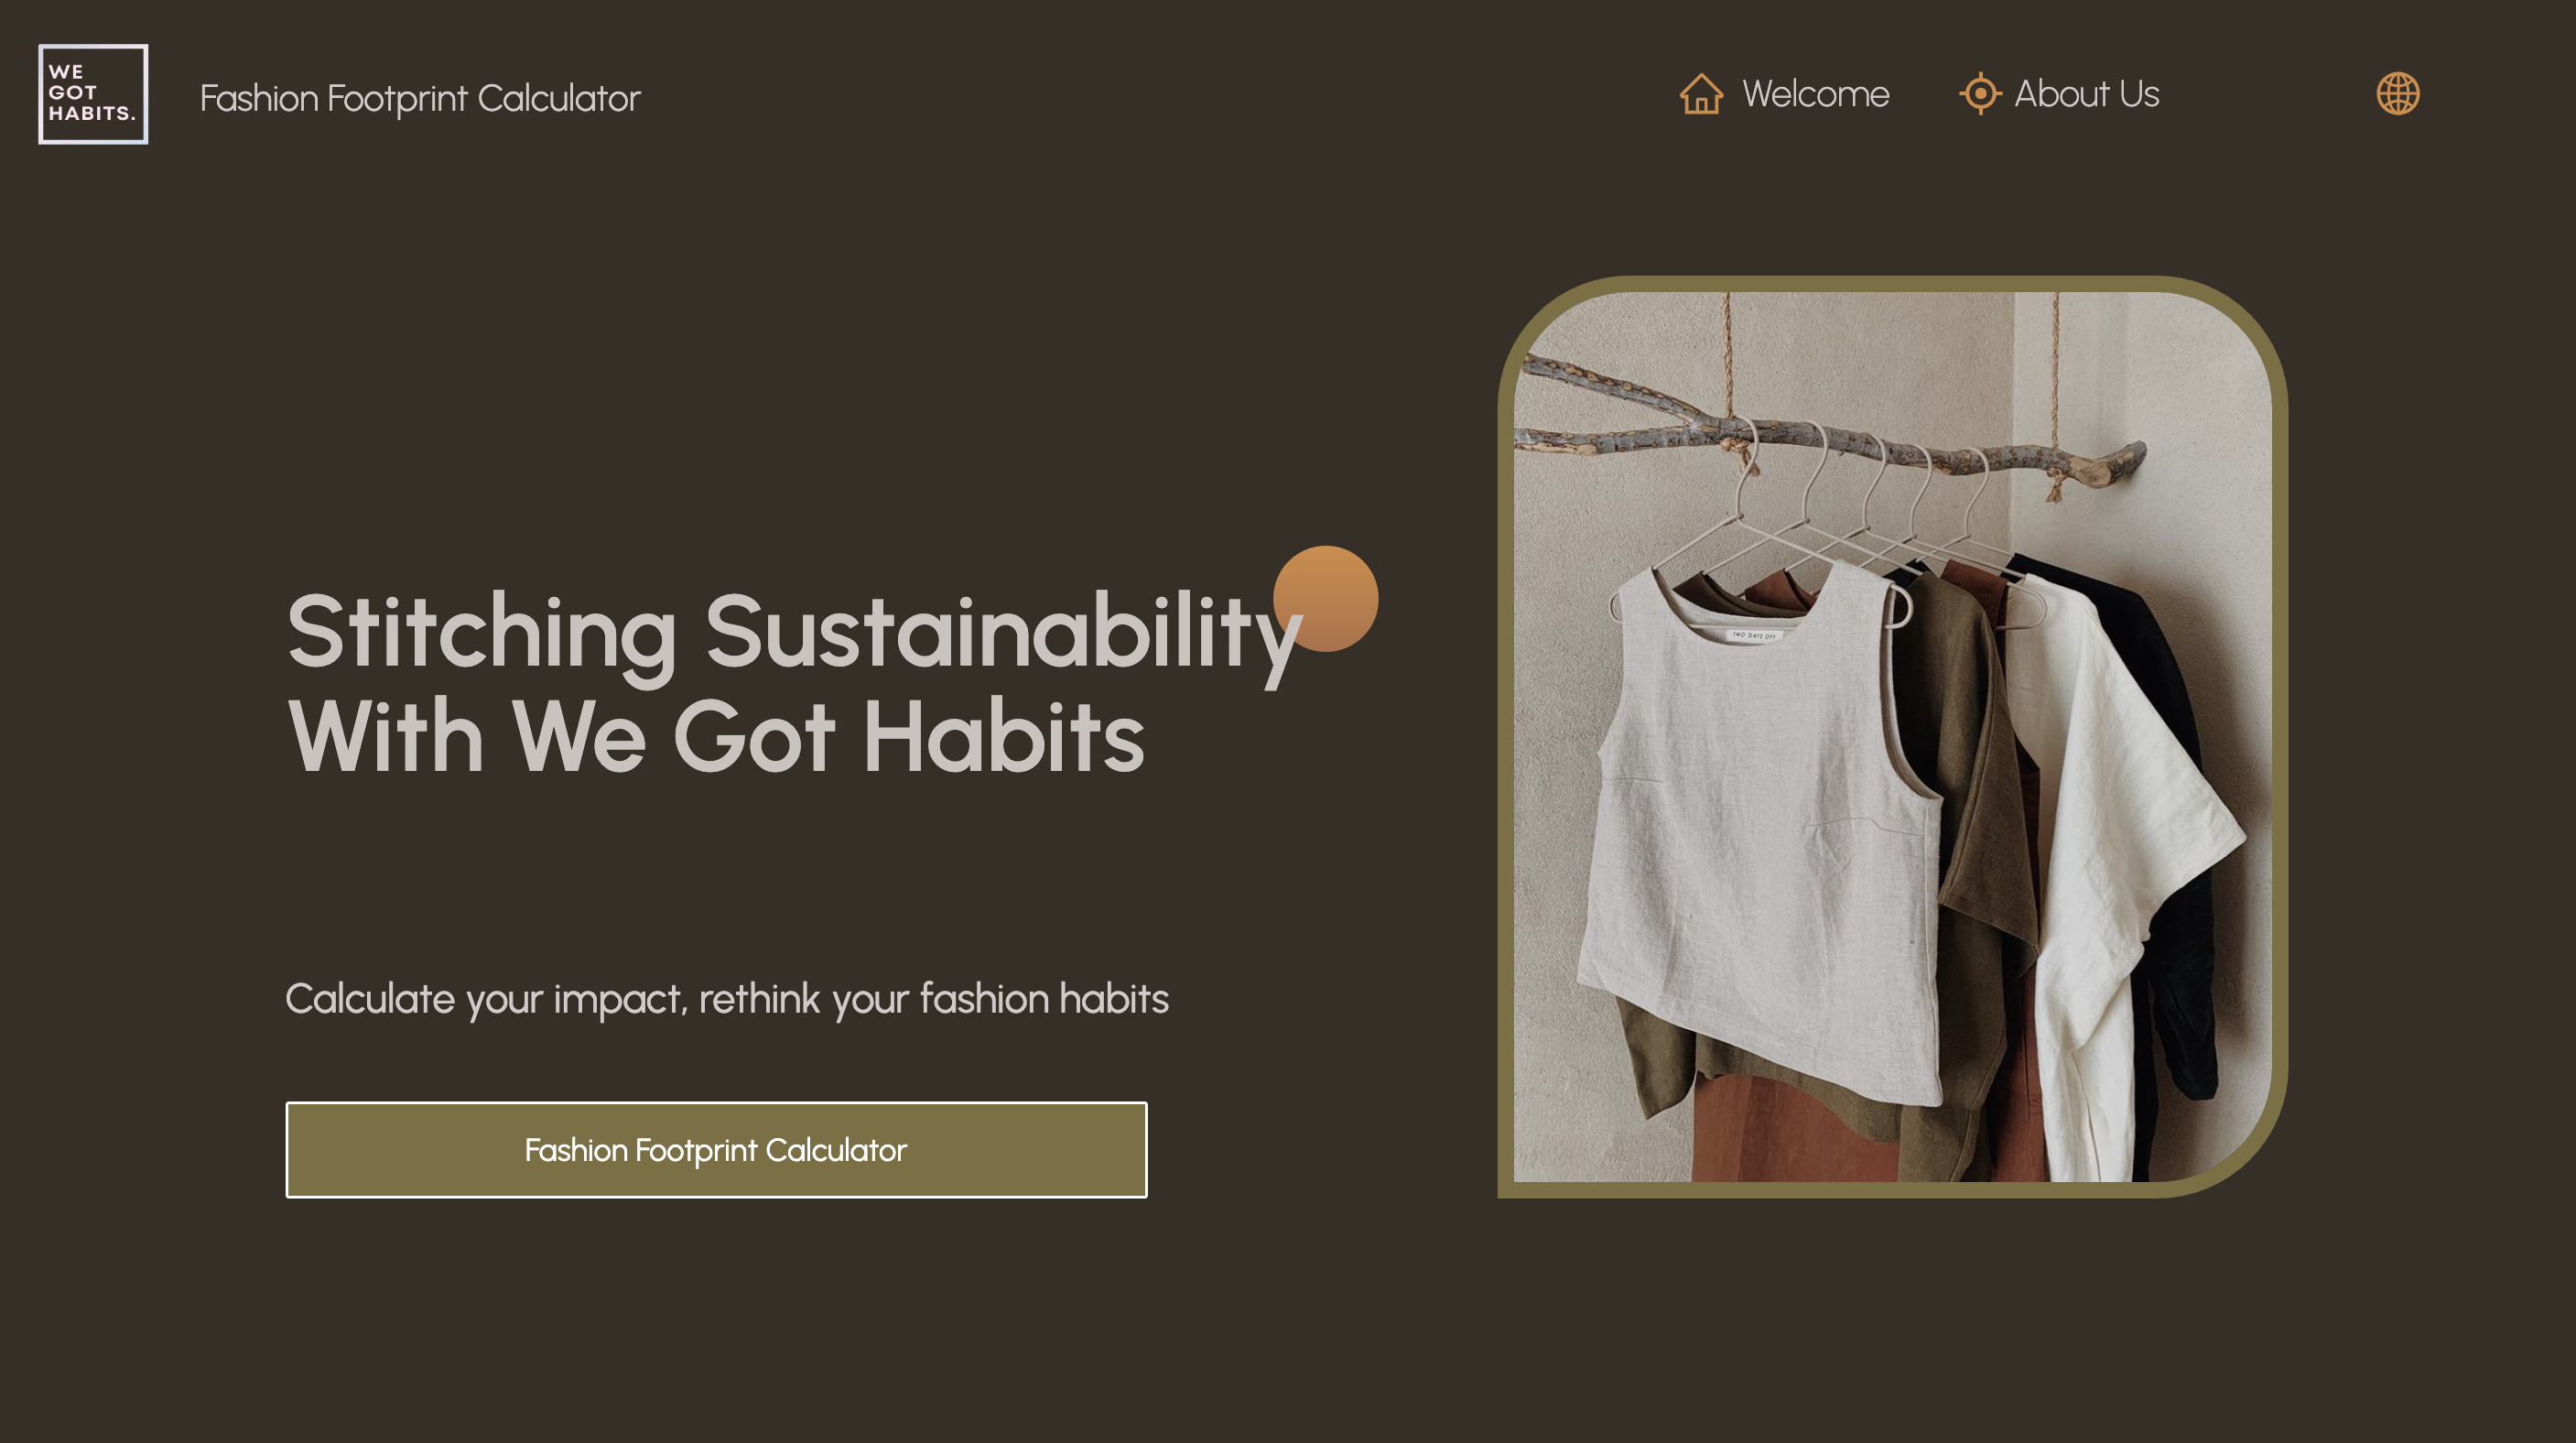 WE
GOT
HABITS.
Fashion Footprint Calculator
Welcome
About Us
Stitching Sustainability
With We Got Habits
Calculate your impact, rethink your fashion habits
Fashion Footprint Calculator
TWO DAYS OFF